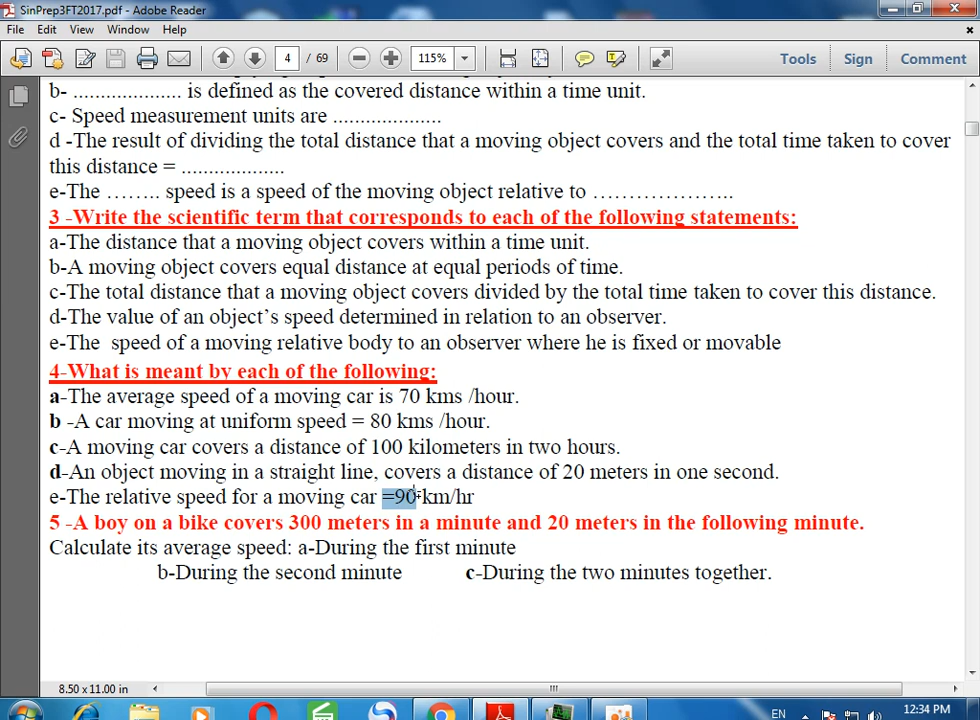 SinPrep3FT2017.pdf - Adobe Reader
File Edit View Window Help
4 / 69 115% Tools Sign Comment
b- .................... is defined as the covered distance within a time unit.
c- Speed measurement units are ....................
d -The result of dividing the total distance that a moving object covers and the total time taken to cover
this distance = ...................
e-The …….. speed is a speed of the moving object relative to ………………..
3 -Write the scientific term that corresponds to each of the following statements:
a-The distance that a moving object covers within a time unit.
b-A moving object covers equal distance at equal periods of time.
c-The total distance that a moving object covers divided by the total time taken to cover this distance.
d-The value of an object’s speed determined in relation to an observer.
e-The speed of a moving relative body to an observer where he is fixed or movable
4-What is meant by each of the following:
a-The average speed of a moving car is 70 kms /hour.
b -A car moving at uniform speed = 80 kms /hour.
c-A moving car covers a distance of 100 kilometers in two hours.
d-An object moving in a straight line, covers a distance of 20 meters in one second.
e-The relative speed for a moving car =90 km/hr
5 -A boy on a bike covers 300 meters in a minute and 20 meters in the following minute.
Calculate its average speed: a-During the first minute
b-During the second minute c-During the two minutes together.
8.50 x 11.00 in
EN 12:34 PM